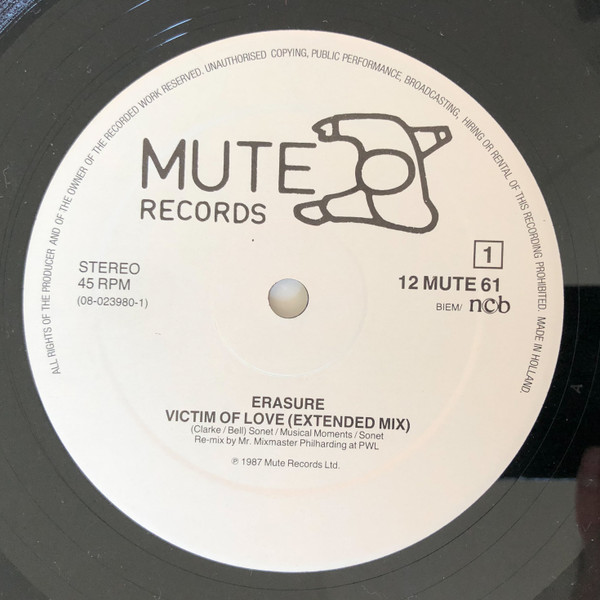 ALL RIGHTS OF THE PRODUCER AND OF THE OWNER OF THE RECORDED WORK RESERVED. UNAUTHORISED COPYING, PUBLIC PERFORMANCE, BROADCASTING, HIRING OR RENTAL OF THIS RECORDING PROHIBITED. MADE IN HOLLAND.
MUTE
RECORDS
1
STEREO
45 RPM
(08-023980-1)
12 MUTE 61
BIEM/ ncb
ERASURE
VICTIM OF LOVE (EXTENDED MIX)
(Clarke / Bell) Sonet / Musical Moments / Sonet
Re-mix by Mr. Mixmaster Philharding at PWL
℗ 1987 Mute Records Ltd.